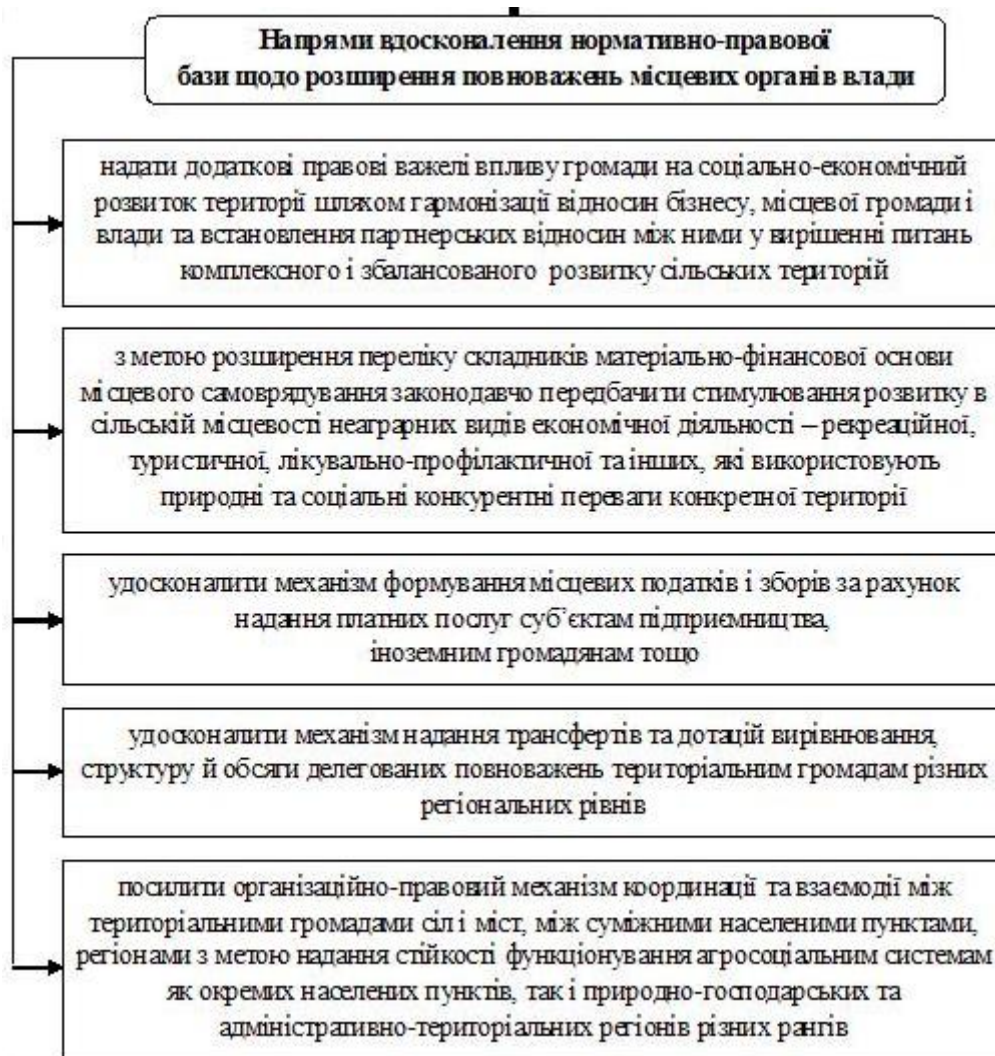 Напрями вдосконалення нормативно-правової
бази щодо розширення повноважень місцевих органів влади
надати додаткові правові важелі впливу громади на соціально-економічний
розвиток території шляхом гармонізації відносин бізнесу, місцевої громади і
влади та встановлення партнерських відносин між ними у вирішенні питань
комплексного і збалансованого розвитку сільських територій
з метою розширення переліку складників матеріально-фінансової основи
місцевого самоврядування законодавчо передбачити стимулювання розвитку в
сільській місцевості неаграрних видів економічної діяльності – рекреаційної,
туристичної, лікувально-профілактичної та інших, які використовують
природні та соціальні конкурентні переваги конкретної території
удосконалити механізм формування місцевих податків і зборів за рахунок
надання платних послуг суб’єктам підприємництва,
іноземним громадянам тощо
удосконалити механізм надання трансфертів та дотацій вирівнювання,
структуру й обсяги делегованих повноважень територіальним громадам різних
регіональних рівнів
посилити організаційно-правовий механізм координації та взаємодії між
територіальними громадами сіл і міст, між суміжними населеними пунктами,
регіонами з метою надання стійкості функціонування агросоціальним системам
як окремих населених пунктів, так і природно-господарських та
адміністративно-територіальних регіонів різних рангів